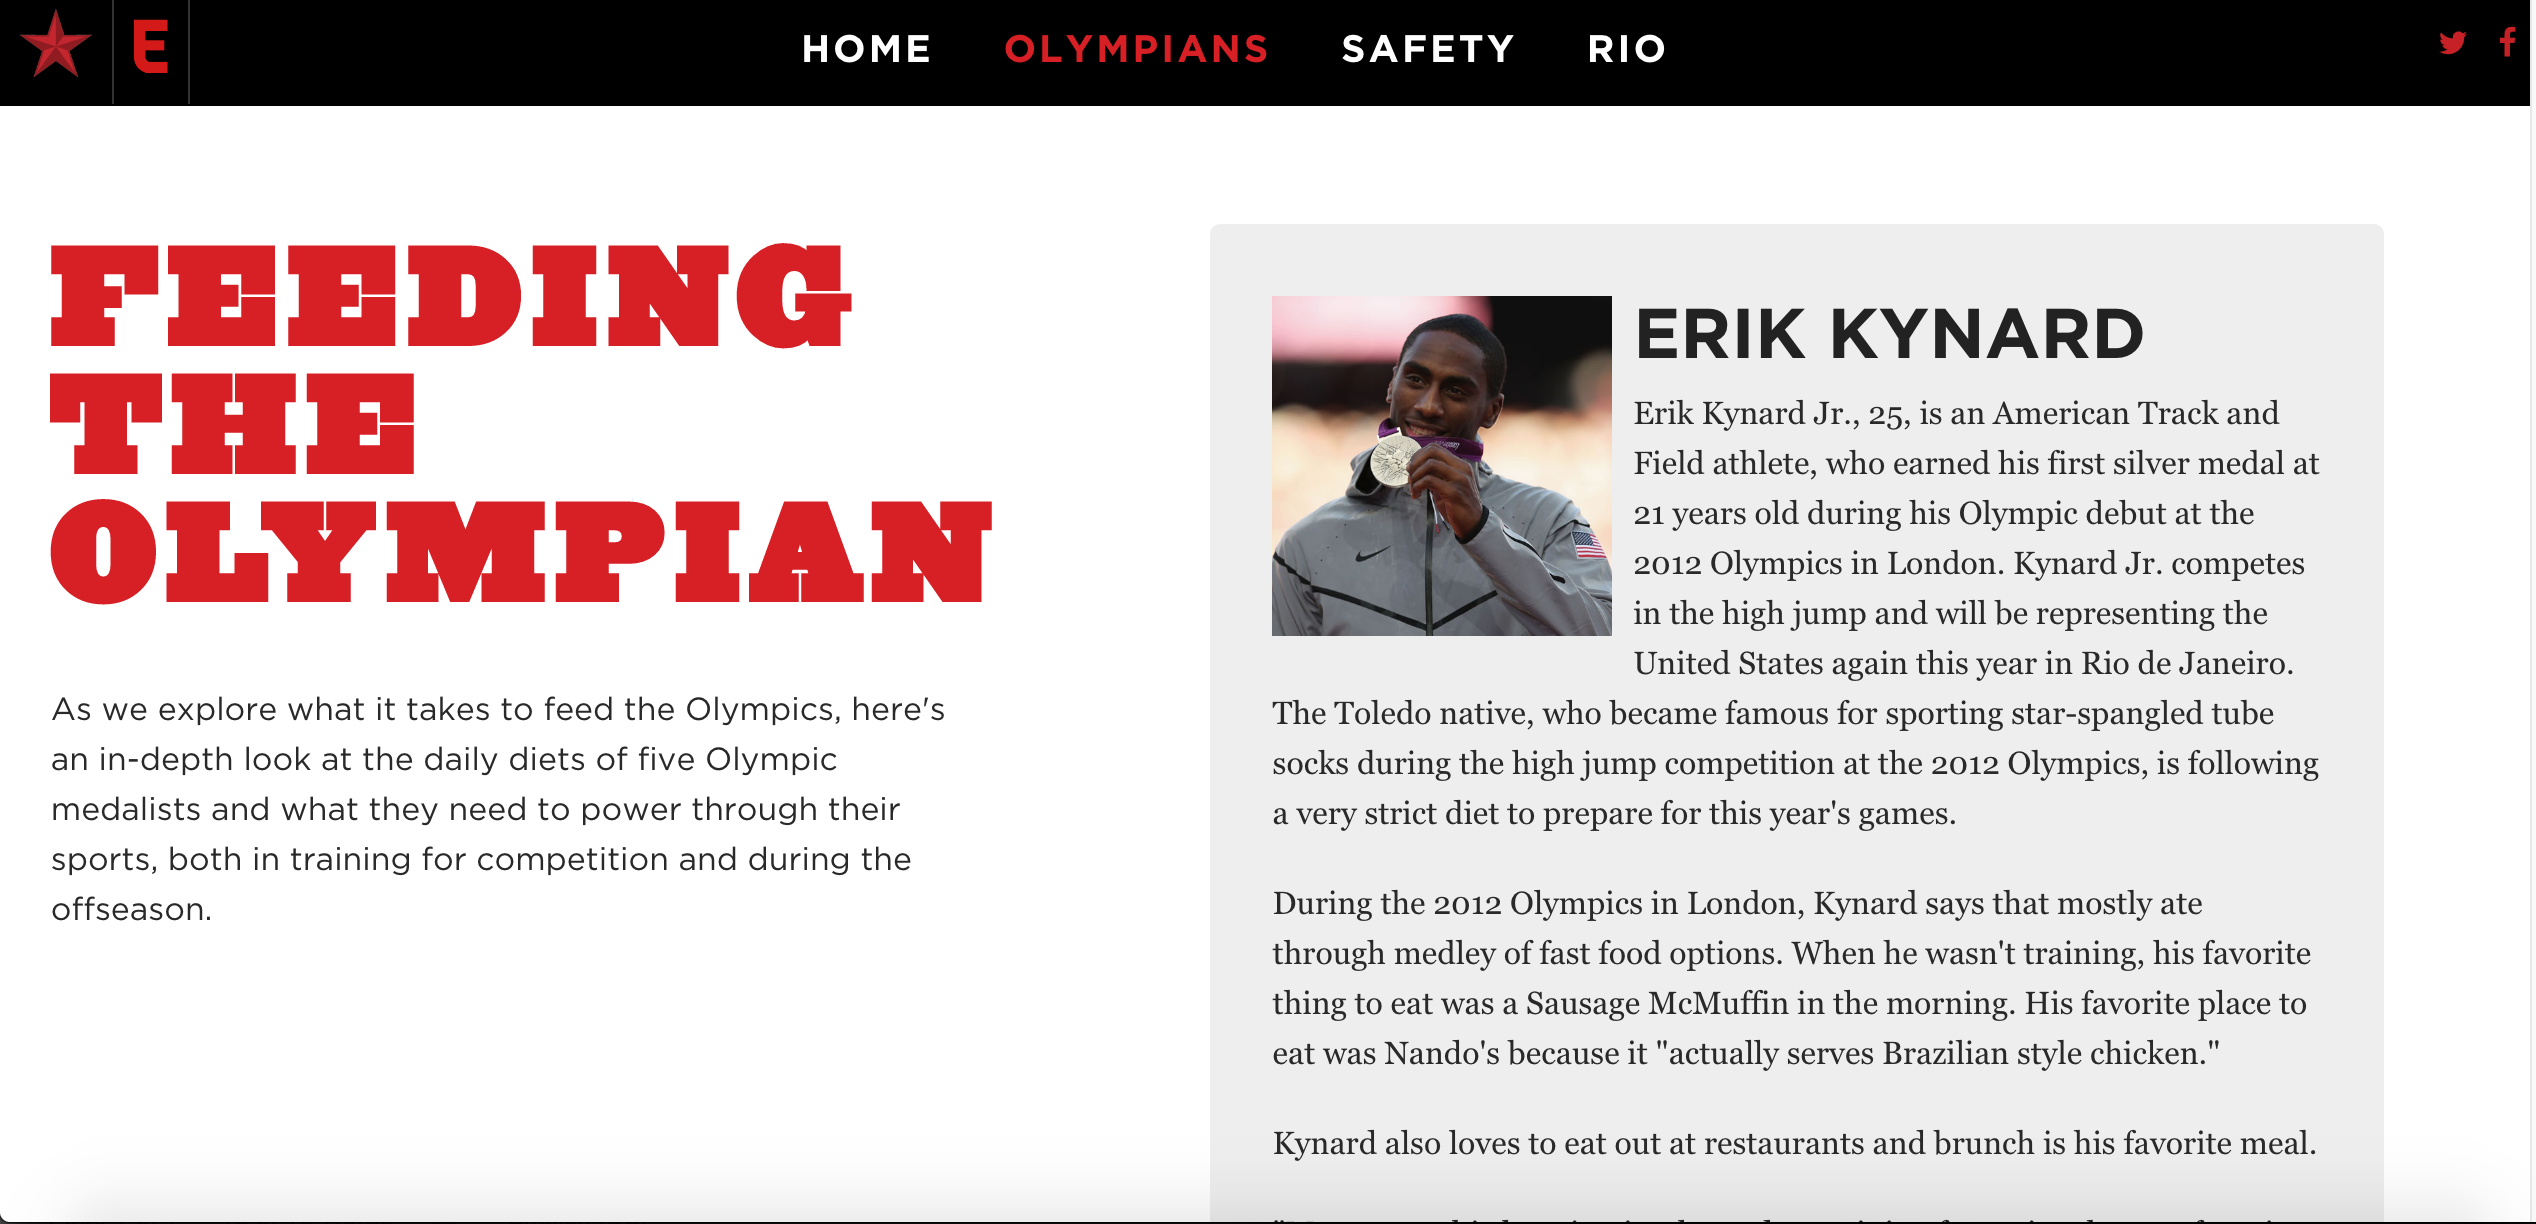 E
HOME OLYMPIANS SAFETY RIO
FEEDING
THE
OLYMPIAN
As we explore what it takes to feed the Olympics, here's
an in-depth look at the daily diets of five Olympic
medalists and what they need to power through their
sports, both in training for competition and during the
offseason.
ERIK KYNARD
Erik Kynard Jr., 25, is an American Track and
Field athlete, who earned his first silver medal at
21 years old during his Olympic debut at the
2012 Olympics in London. Kynard Jr. competes
in the high jump and will be representing the
United States again this year in Rio de Janeiro.
The Toledo native, who became famous for sporting star-spangled tube
socks during the high jump competition at the 2012 Olympics, is following
a very strict diet to prepare for this year's games.
During the 2012 Olympics in London, Kynard says that mostly ate
through medley of fast food options. When he wasn't training, his favorite
thing to eat was a Sausage McMuffin in the morning. His favorite place to
eat was Nando's because it "actually serves Brazilian style chicken."
Kynard also loves to eat out at restaurants and brunch is his favorite meal.